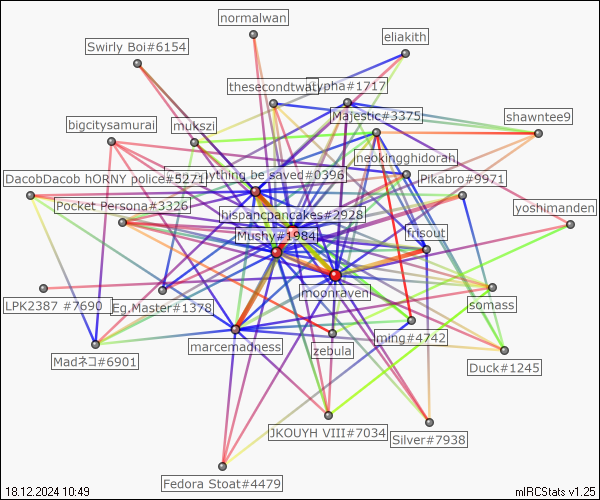 normalwan
eliakith
Swirly Boi#6154
thesecondtwat
ypha#1717
Majestic#3375
shawntee9
bigcitysamurai
mukszi
neokingghidorah
DacobDacob hORNY police#5271
ything be saved#0396
Pikabro#9971
Pocket Persona#3326
hispancpancakes#2928
yoshimanden
Mushy#1984
frisout
moonraven
somass
LPK2387 #7690
Eg.Master#1378
marcemadness
zebula
ming#4742
Madネコ#6901
Duck#1245
JKOUYH VIII#7034
Silver#7938
Fedora Stoat#4479
18.12.2024 10:49
mIRCStats v1.25